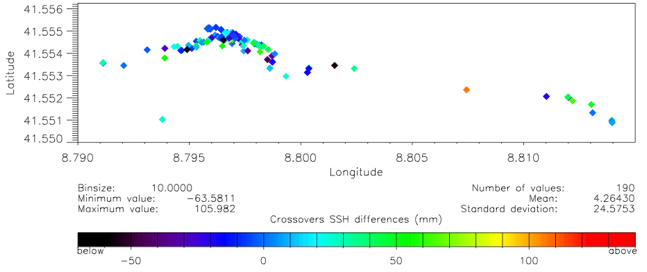 41.556
41.555
41.554
41.553
41.552
41.551
41.550
Latitude
8.790 8.795 8.800 8.805 8.810
Longitude
Binsize: 10.0000 Number of values: 190
Minimum value: −63.5811 Mean: 4.26430
Maximum value: 105.982 Standard deviation: 24.5753
Crossovers SSH differences (mm)
below above
−50 0 50 100